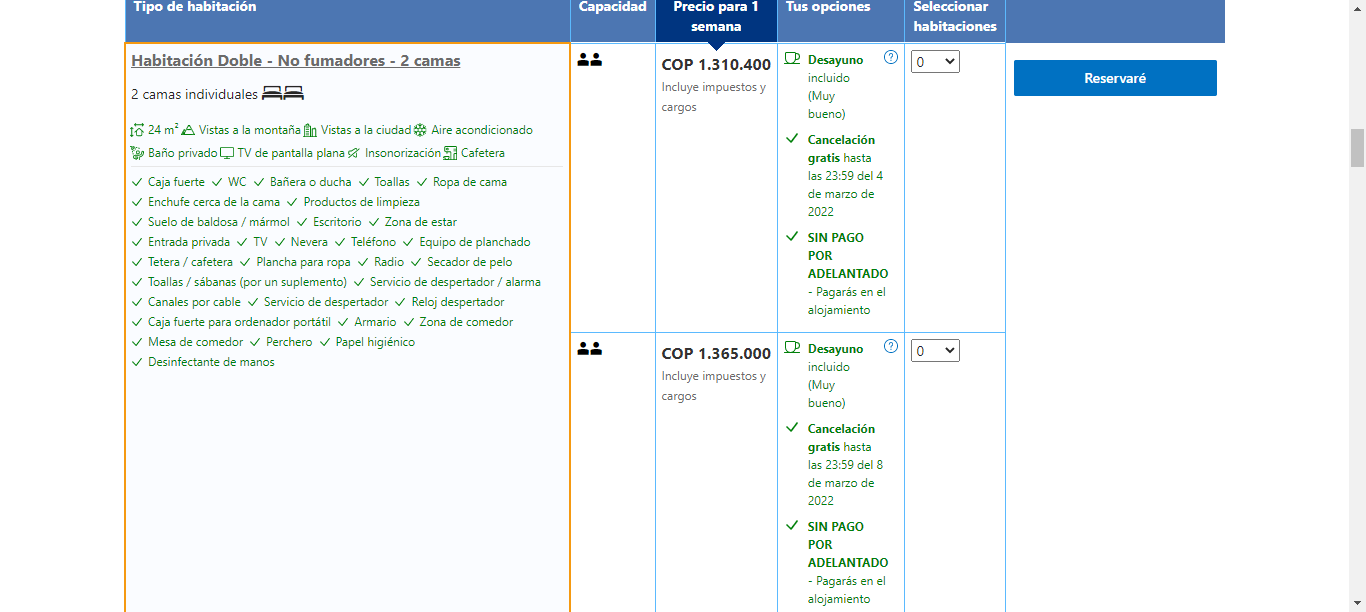 Tipo de habitación
Capacidad
Precio para 1
semana
Tus opciones
Seleccionar
habitaciones
Habitación Doble - No fumadores - 2 camas
2 camas individuales
24 m² Vistas a la montaña Vistas a la ciudad Aire acondicionado
Baño privado TV de pantalla plana Insonorización Cafetera
Caja fuerte WC Bañera o ducha Toallas Ropa de cama
Enchufe cerca de la cama Productos de limpieza
Suelo de baldosa / mármol Escritorio Zona de estar
Entrada privada TV Nevera Teléfono Equipo de planchado
Tetera / cafetera Plancha para ropa Radio Secador de pelo
Toallas / sábanas (por un suplemento) Servicio de despertador / alarma
Canales por cable Servicio de despertador Reloj despertador
Caja fuerte para ordenador portátil Armario Zona de comedor
Mesa de comedor Perchero Papel higiénico
Desinfectante de manos
COP 1.310.400
Incluye impuestos y
cargos
Desayuno
incluido
(Muy
bueno)
Cancelación
gratis hasta
las 23:59 del 4
de marzo de
2022
SIN PAGO
POR
ADELANTADO
- Pagarás en el
alojamiento
0
Reservaré
COP 1.365.000
Incluye impuestos y
cargos
Desayuno
incluido
(Muy
bueno)
Cancelación
gratis hasta
las 23:59 del 8
de marzo de
2022
SIN PAGO
POR
ADELANTADO
- Pagarás en el
alojamiento
0